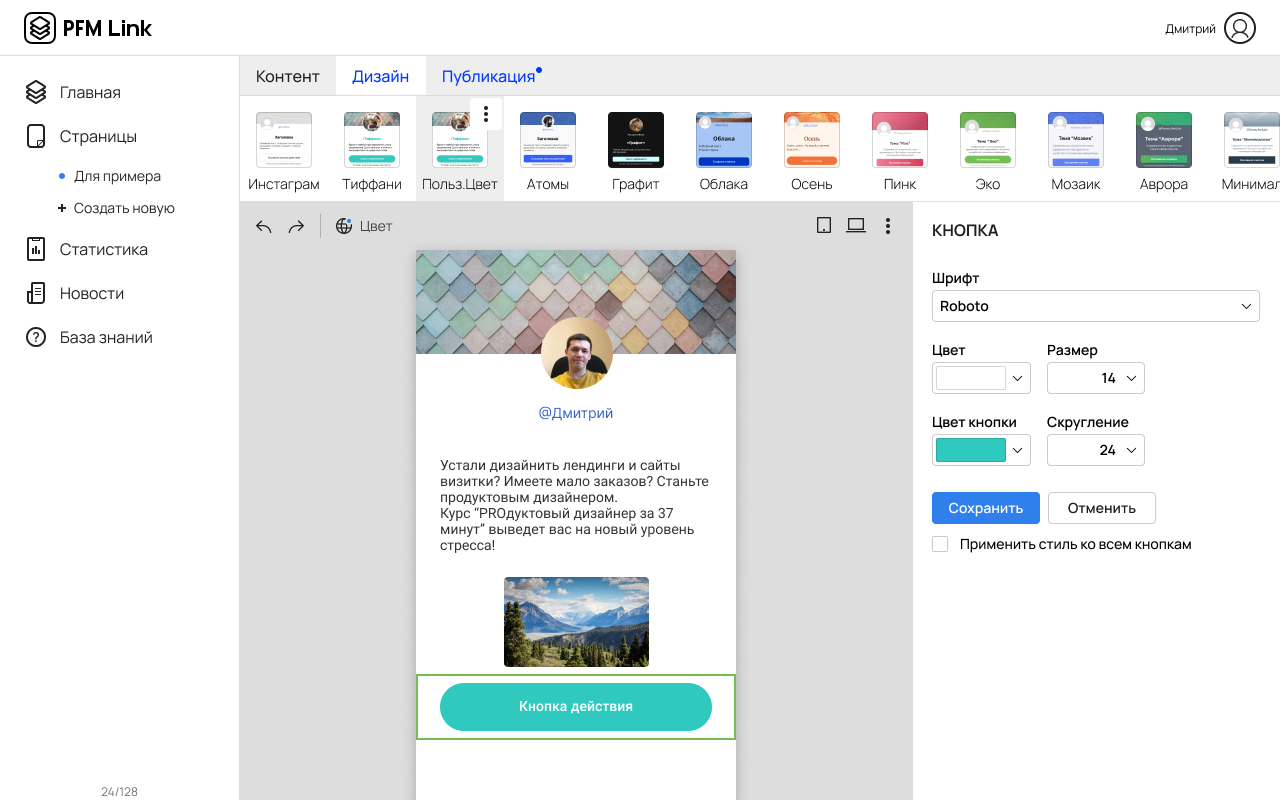 PFM Link
Дмитрий
Главная
Страницы
Для примера
Создать новую
Статистика
Новости
База знаний
24/128
Контент
Дизайн
Публикация
Инстаграм
Тиффани
Польз.Цвет
Атомы
Графит
Облака
Осень
Пинк
Эко
Мозаик
Аврора
Минимал
Цвет
@Дмитрий
Устали дизайнить лендинги и сайты
визитки? Имеете мало заказов? Станьте
продуктовым дизайнером.
Курс “PROдуктовый дизайнер за 37
минут” выведет вас на новый уровень
стресса!
Кнопка действия
КНОПКА
Шрифт
Roboto
Цвет
Размер
14
Цвет кнопки
Скругление
24
Сохранить
Отменить
Применить стиль ко всем кнопкам